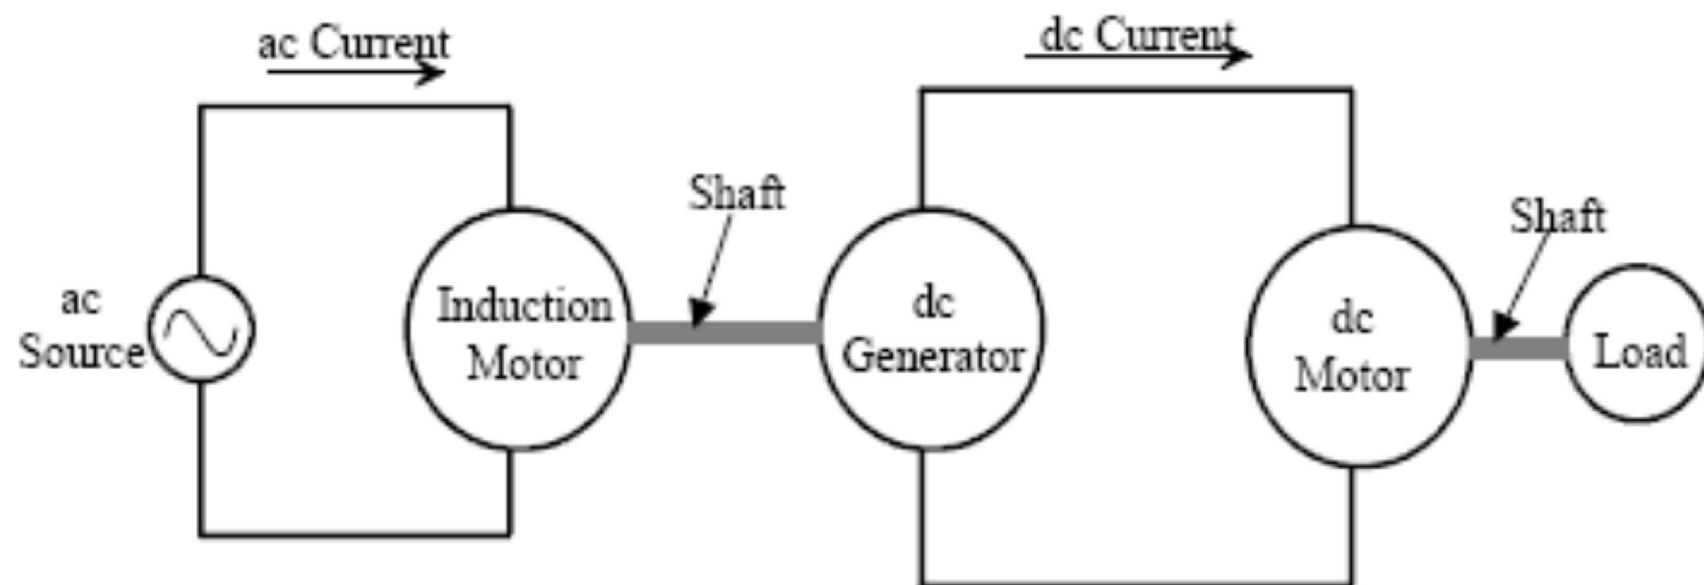 ac Current
dc Current
Shaft
Shaft
ac
Source
Induction
Motor
dc
Generator
dc
Motor
Load